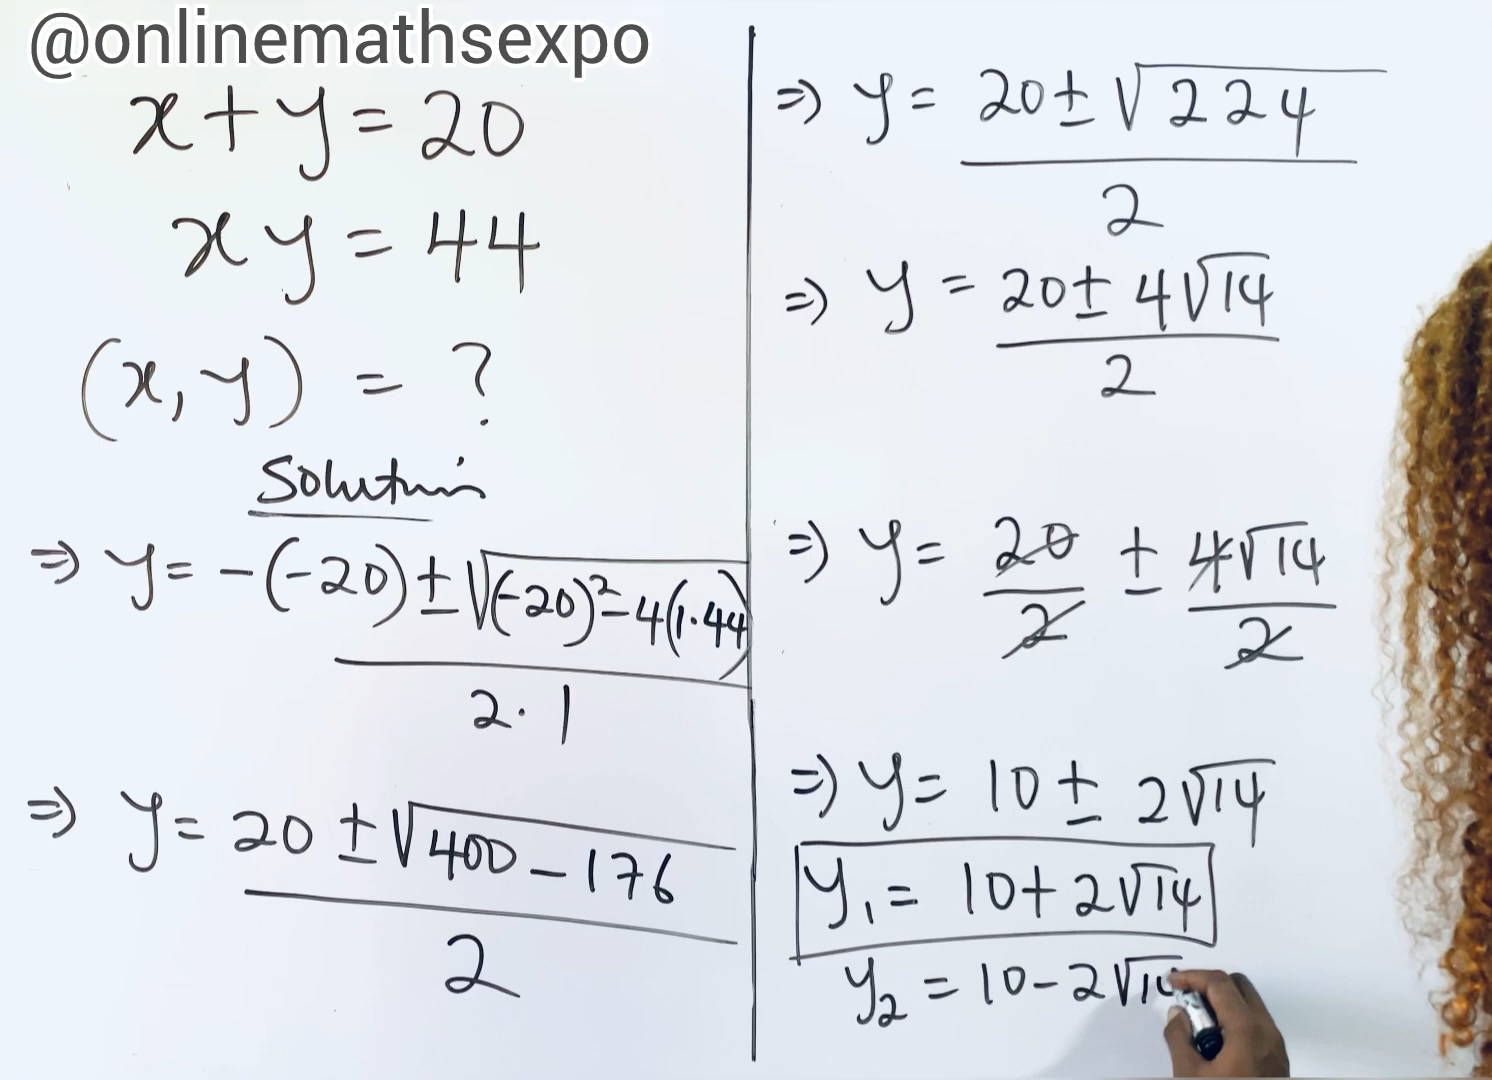 @onlinemathsexpo
x + y = 20
xy = 44
(x, y) = ?
Solution
⇒ y = -(-20) ± √(-20)² - 4(1·44)
2·1
⇒ y = 20 ± √400 - 176
2
⇒ y = 20 ± √224
2
⇒ y = 20 ± 4√14
2
⇒ y = 20 ± 4√14
2 2
⇒ y = 10 ± 2√14
y₁ = 10 + 2√14
y₂ = 10 - 2√14